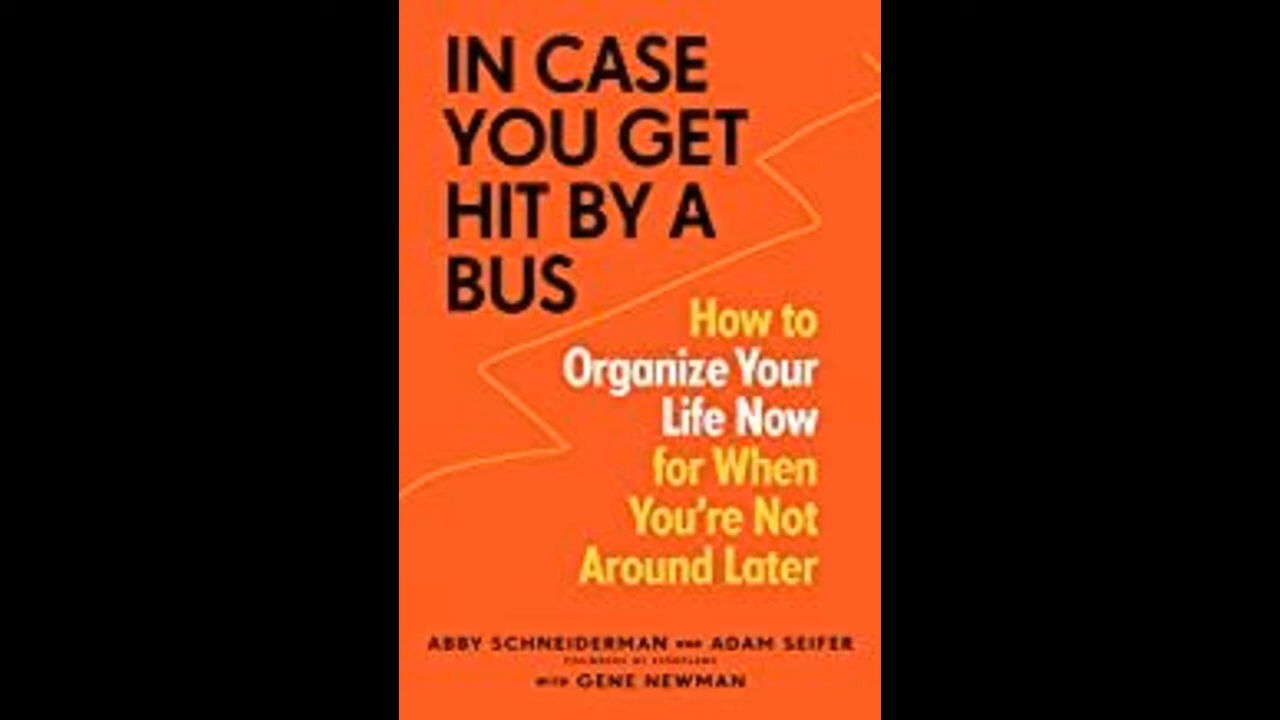 IN CASE
YOU GET
HIT BY A
BUS
How to
Organize Your
Life Now
for When
You're Not
Around Later
ABBY SCHNEIDERMAN AND ADAM SEIFER
WITH GENE NEWMAN